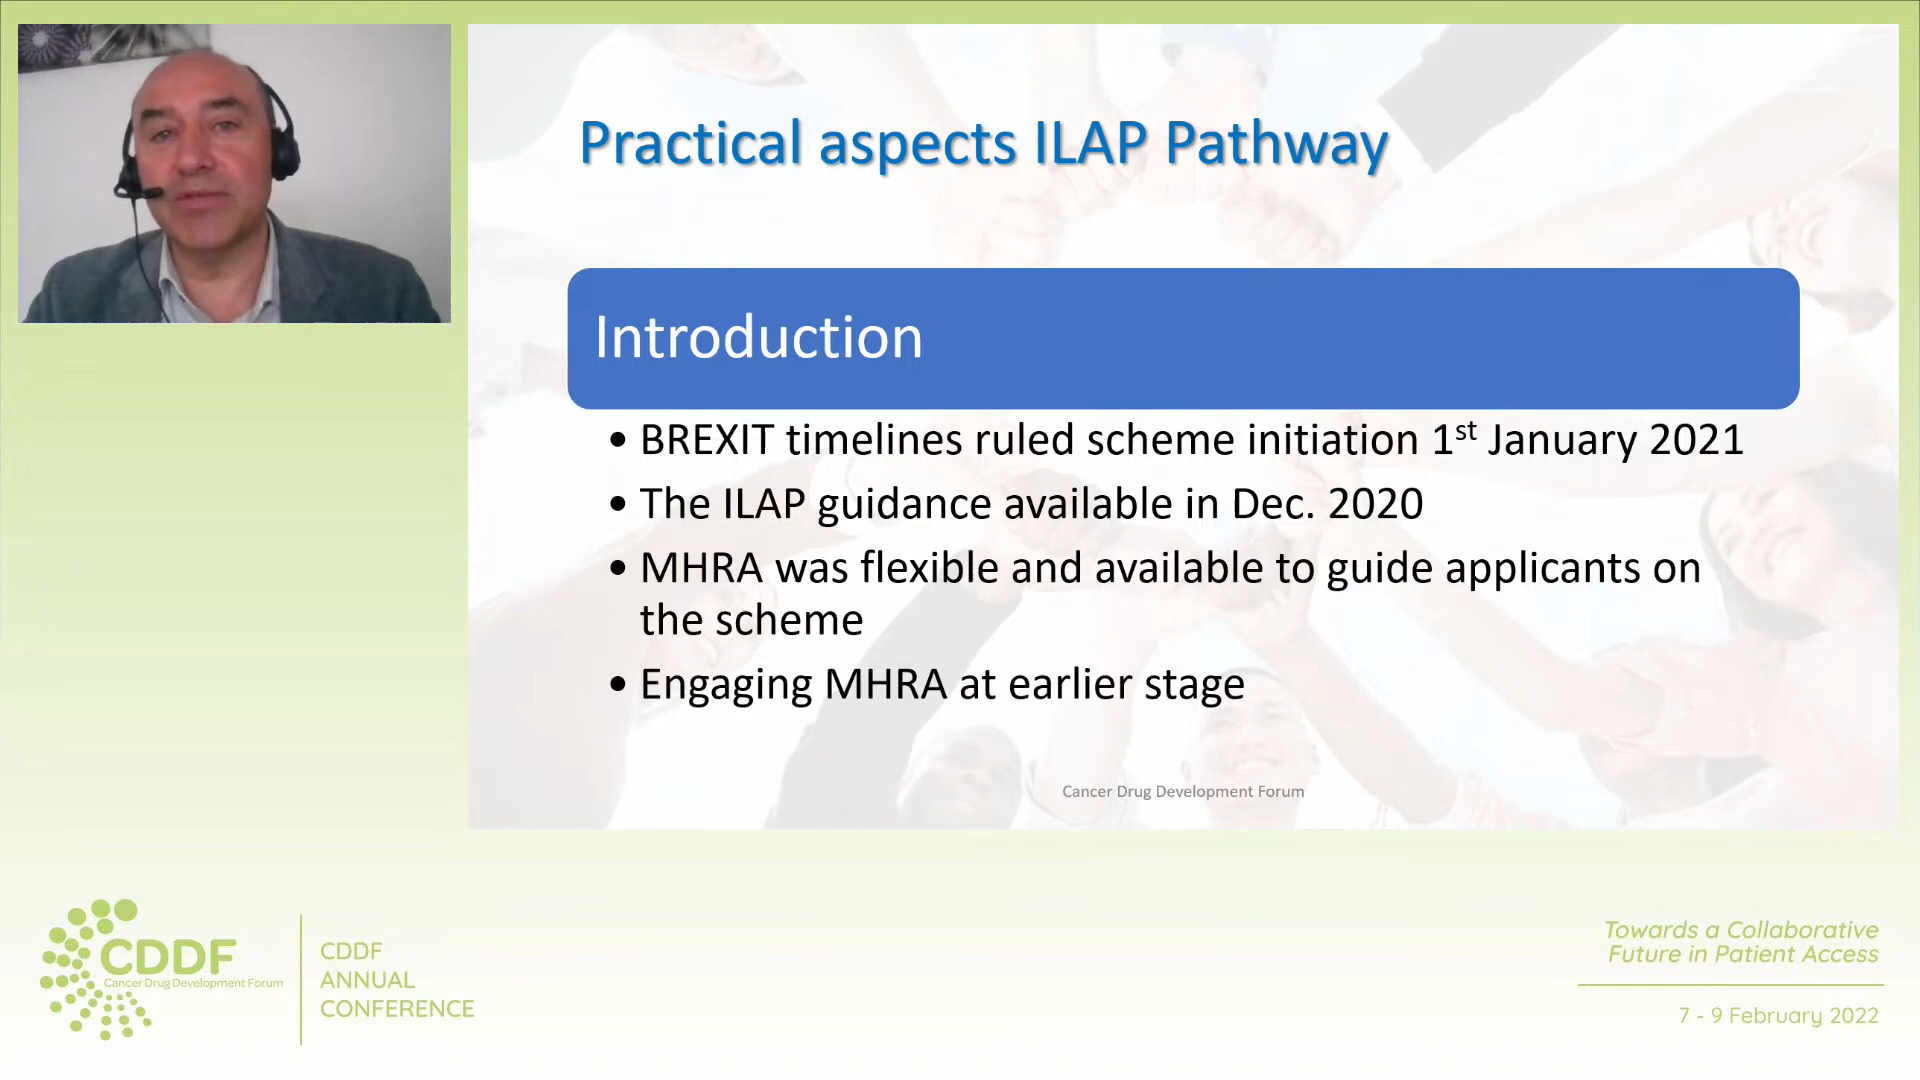 Practical aspects ILAP Pathway
Introduction
• BREXIT timelines ruled scheme initiation 1st January 2021
• The ILAP guidance available in Dec. 2020
• MHRA was flexible and available to guide applicants on
the scheme
• Engaging MHRA at earlier stage
Cancer Drug Development Forum
CDDF
Cancer Drug Development Forum
CDDF
ANNUAL
CONFERENCE
Towards a Collaborative
Future in Patient Access
7 - 9 February 2022